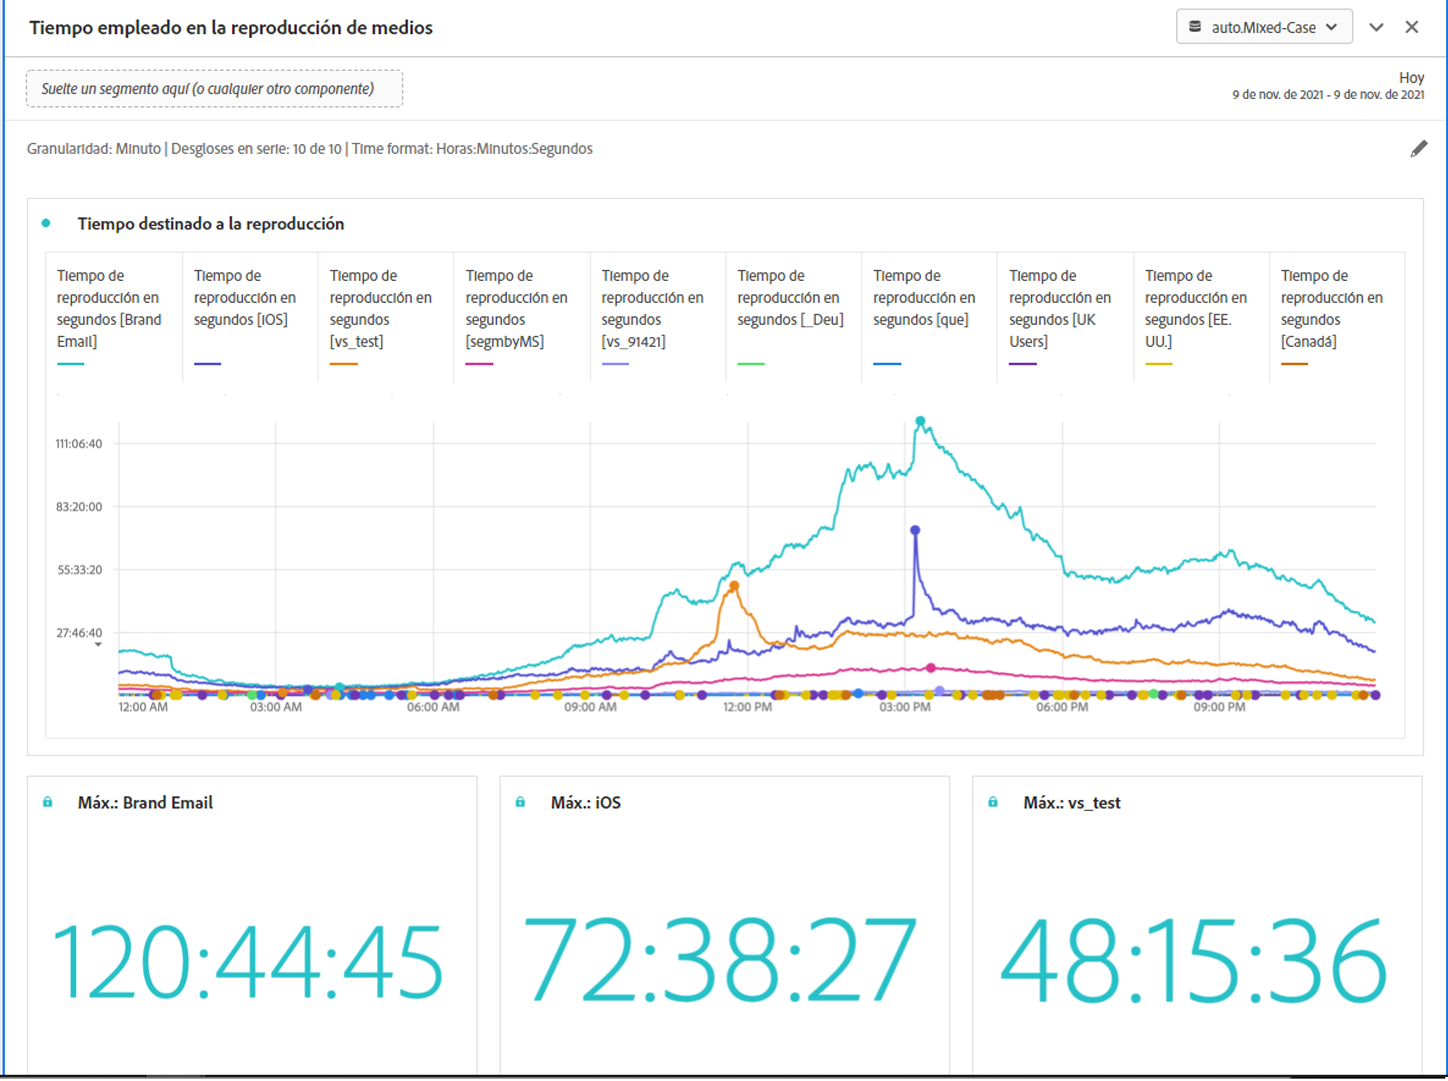 Tiempo empleado en la reproducción de medios
auto.Mixed-Case
Suelte un segmento aquí (o cualquier otro componente)
Hoy
9 de nov. de 2021 - 9 de nov. de 2021
Granularidad: Minuto | Desgloses en serie: 10 de 10 | Time format: Horas:Minutos:Segundos
Tiempo destinado a la reproducción
Tiempo de
reproducción en
segundos [Brand
Email]
Tiempo de
reproducción en
segundos [iOS]
Tiempo de
reproducción en
segundos
[vs_test]
Tiempo de
reproducción en
segundos
[segmbyMS]
Tiempo de
reproducción en
segundos
[vs_91421]
Tiempo de
reproducción en
segundos [_Deu]
Tiempo de
reproducción en
segundos [que]
Tiempo de
reproducción en
segundos [UK
Users]
Tiempo de
reproducción en
segundos [EE.
UU.]
Tiempo de
reproducción en
segundos
[Canadá]
111:06:40
83:20:00
55:33:20
27:46:40
12:00 AM
03:00 AM
06:00 AM
09:00 AM
12:00 PM
03:00 PM
06:00 PM
09:00 PM
Máx.: Brand Email
120:44:45
Máx.: iOS
72:38:27
Máx.: vs_test
48:15:36